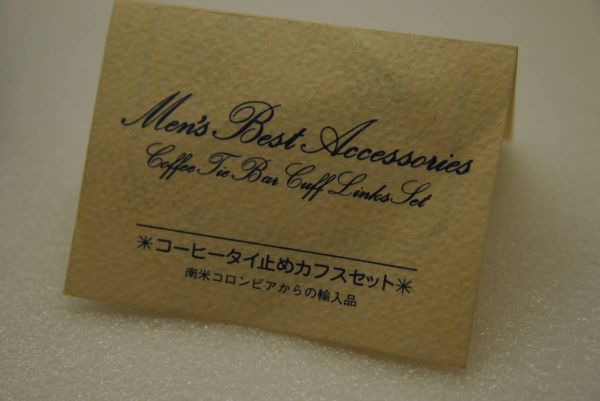 Men's Best Accessories
Coffee Tie Bar Cuff Links Set
＊コーヒータイ止めカフスセット＊
南米コロンビアからの輸入品